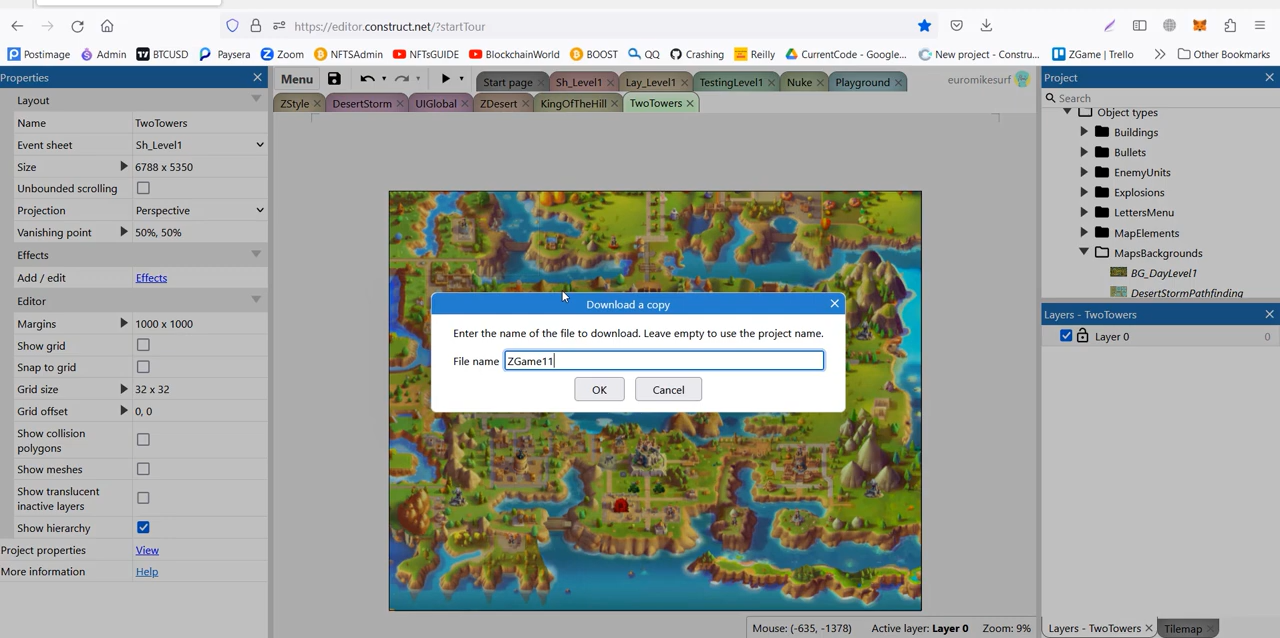 https://editor.construct.net/?startTour
Postimage Admin BTCUSD Paysera Zoom NFTSAdmin NFTsGUIDE BlockchainWorld BOOST QQ Crashing Reilly CurrentCode - Google... New project - Constru... ZGame | Trello Other Bookmarks
Properties
Menu Start page Sh_Level1 Lay_Level1 TestingLevel1 Nuke Playground euromikesurf
ZStyle DesertStorm UIGlobal ZDesert KingOfTheHill TwoTowers
Layout
Name TwoTowers
Event sheet Sh_Level1
Size 6788 x 5350
Unbounded scrolling
Projection Perspective
Vanishing point 50%, 50%
Effects
Add / edit Effects
Editor
Margins 1000 x 1000
Show grid
Snap to grid
Grid size 32 x 32
Grid offset 0, 0
Show collision
polygons
Show meshes
Show translucent
inactive layers
Show hierarchy
Project properties View
More information Help
Download a copy
Enter the name of the file to download. Leave empty to use the project name.
File name ZGame11
OK Cancel
Project
Search
Object types
Buildings
Bullets
EnemyUnits
Explosions
LettersMenu
MapElements
MapsBackgrounds
BG_DayLevel1
DesertStormPathfinding
Layers - TwoTowers
Layer 0 0
Mouse: (-635, -1378) Active layer: Layer 0 Zoom: 9%
Layers - TwoTowers Tilemap